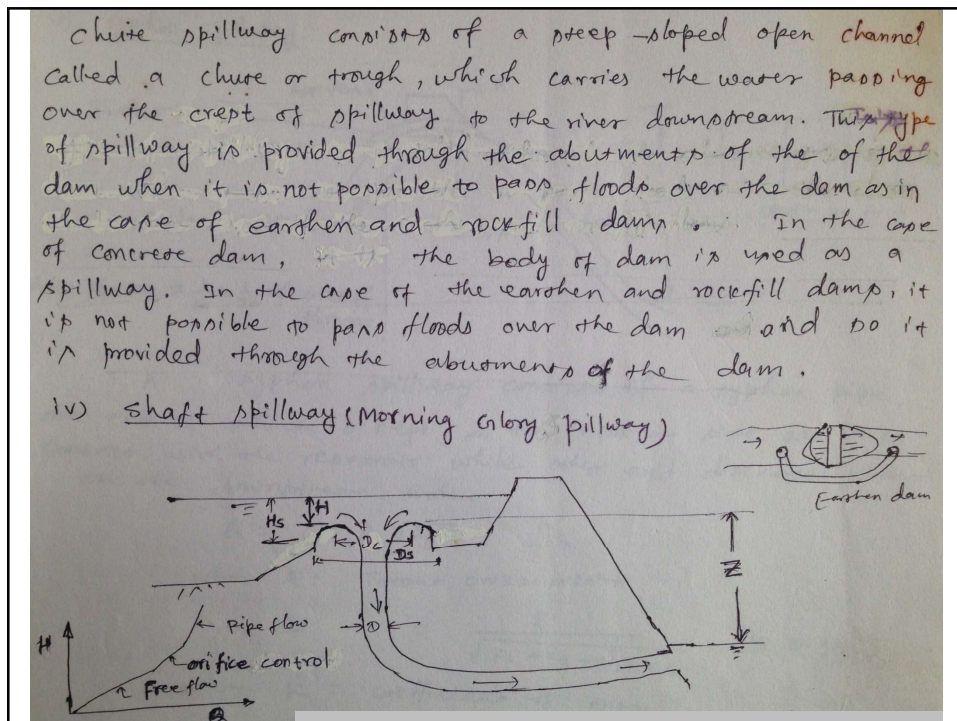 chute spillway consists of a steep-sloped open channel
called a chute or trough, which carries the water passing
over the crest of spillway to the river downstream. This type
of spillway is provided through the abutments of the of the
dam when it is not possible to pass floods over the dam as in
the case of earthen and rockfill dams. In the case
of concrete dam, the body of dam is used as a
spillway. In the case of the earthen and rockfill damps, it
is not possible to pass floods over the dam and so it
is provided through the abutments of the dam.
iv) shaft spillway (Morning Glory pillway)
Earthen dam
Hs
H
Dc
Ds
Z
D
pipe flow
H
orifice control
Free flow
Q